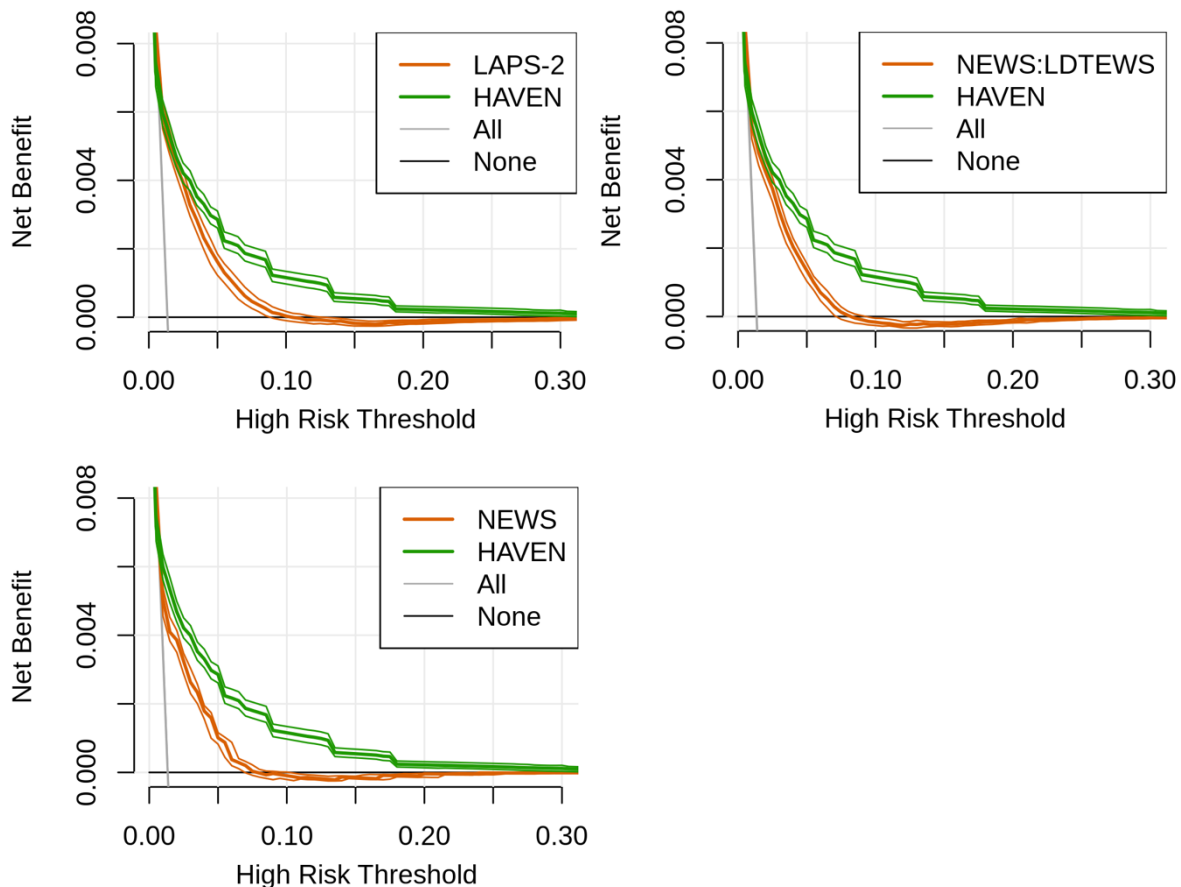 Net Benefit
0.008
0.004
0.000
LAPS-2
HAVEN
All
None
0.00 0.10 0.20 0.30
High Risk Threshold
Net Benefit
0.008
0.004
0.000
NEWS:LDTEWS
HAVEN
All
None
0.00 0.10 0.20 0.30
High Risk Threshold
Net Benefit
0.008
0.004
0.000
NEWS
HAVEN
All
None
0.00 0.10 0.20 0.30
High Risk Threshold